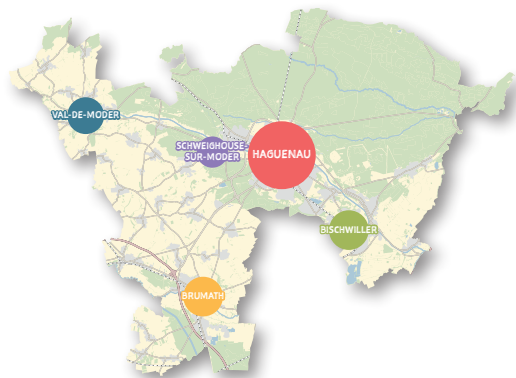 VAL-DE-MODER
SCHWEIGHOUSE-
SUR-MODER
HAGUENAU
BISCHWILLER
BRUMATH